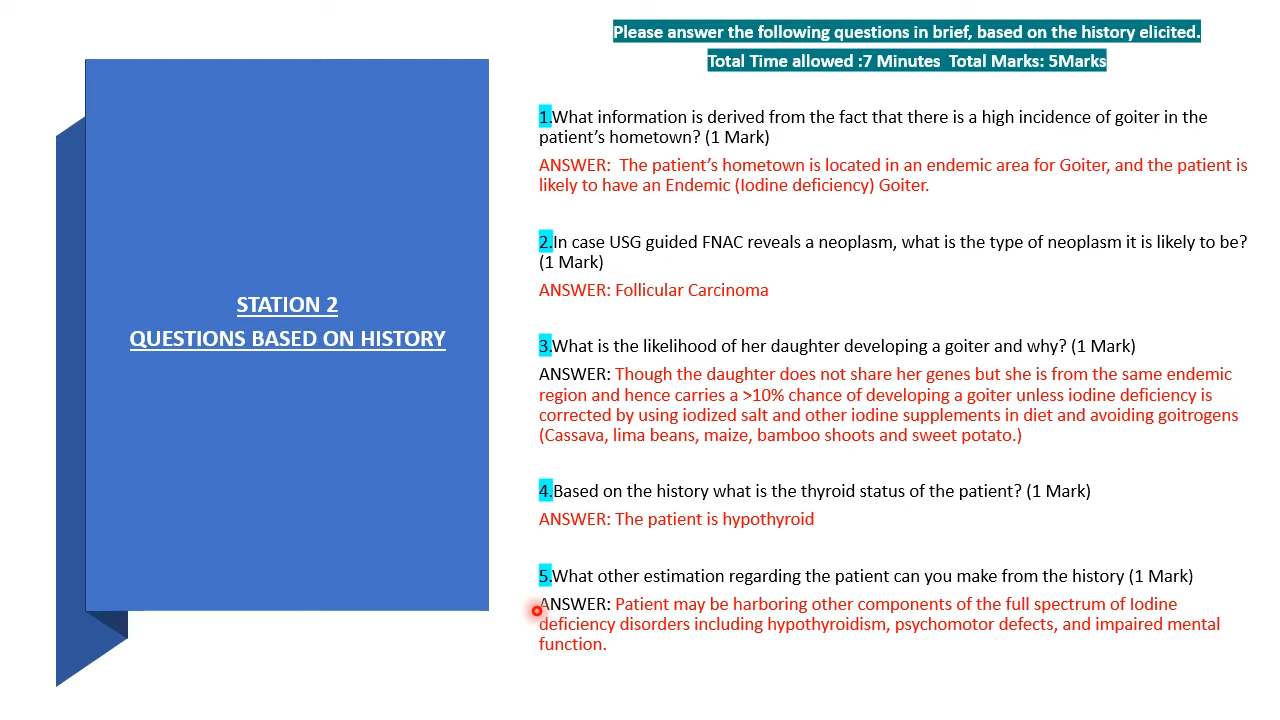 Please answer the following questions in brief, based on the history elicited.
Total Time allowed :7 Minutes  Total Marks: 5Marks
STATION 2
QUESTIONS BASED ON HISTORY
1.What information is derived from the fact that there is a high incidence of goiter in the
patient’s hometown? (1 Mark)
ANSWER:  The patient’s hometown is located in an endemic area for Goiter, and the patient is
likely to have an Endemic (Iodine deficiency) Goiter.
2.In case USG guided FNAC reveals a neoplasm, what is the type of neoplasm it is likely to be?
(1 Mark)
ANSWER: Follicular Carcinoma
3.What is the likelihood of her daughter developing a goiter and why? (1 Mark)
ANSWER: Though the daughter does not share her genes but she is from the same endemic
region and hence carries a >10% chance of developing a goiter unless iodine deficiency is
corrected by using iodized salt and other iodine supplements in diet and avoiding goitrogens
(Cassava, lima beans, maize, bamboo shoots and sweet potato.)
4.Based on the history what is the thyroid status of the patient? (1 Mark)
ANSWER: The patient is hypothyroid
5.What other estimation regarding the patient can you make from the history (1 Mark)
ANSWER: Patient may be harboring other components of the full spectrum of Iodine
deficiency disorders including hypothyroidism, psychomotor defects, and impaired mental
function.